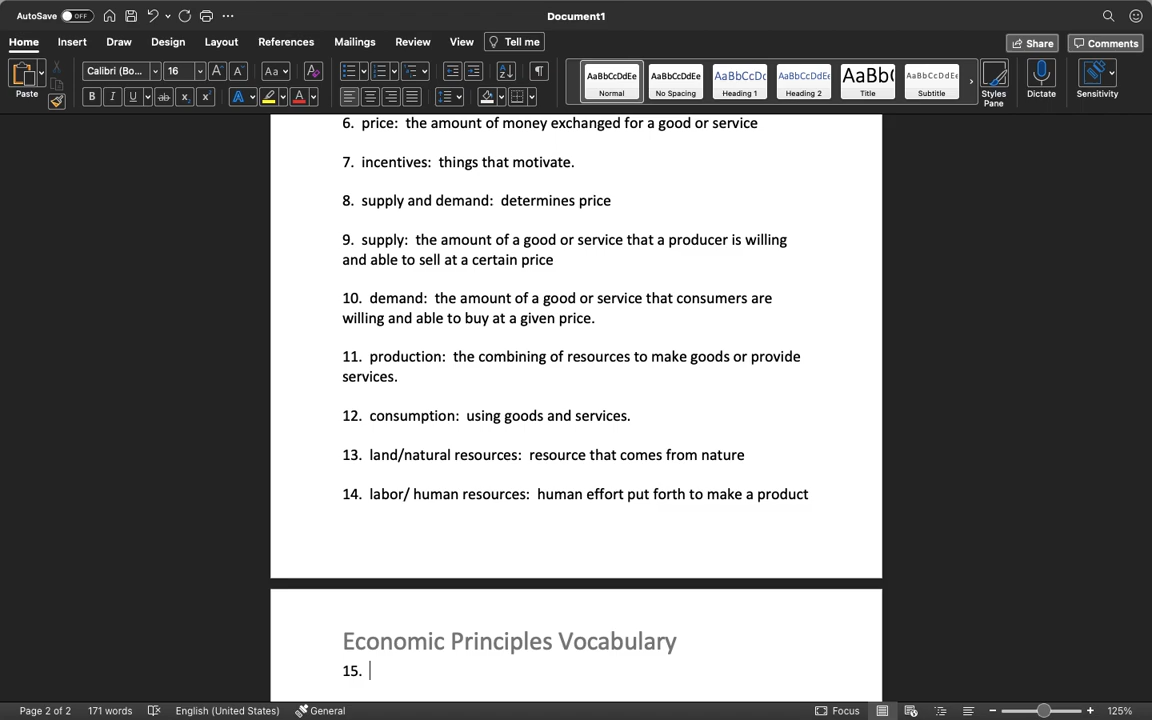 AutoSave OFF Document1
Home Insert Draw Design Layout References Mailings Review View Tell me Share Comments
Paste Calibri (Bo... 16 A A Aa A AaBbCcDdEe AaBbCcDdEe AaBbCcDc AaBbCcDdEe AaBb( AaBbCcDdEe Styles Pane Dictate Sensitivity
B I U ab x x A A Normal No Spacing Heading 1 Heading 2 Title Subtitle
6. price: the amount of money exchanged for a good or service
7. incentives: things that motivate.
8. supply and demand: determines price
9. supply: the amount of a good or service that a producer is willing
and able to sell at a certain price
10. demand: the amount of a good or service that consumers are
willing and able to buy at a given price.
11. production: the combining of resources to make goods or provide
services.
12. consumption: using goods and services.
13. land/natural resources: resource that comes from nature
14. labor/ human resources: human effort put forth to make a product
Economic Principles Vocabulary
15.
Page 2 of 2 171 words English (United States) General Focus 125%